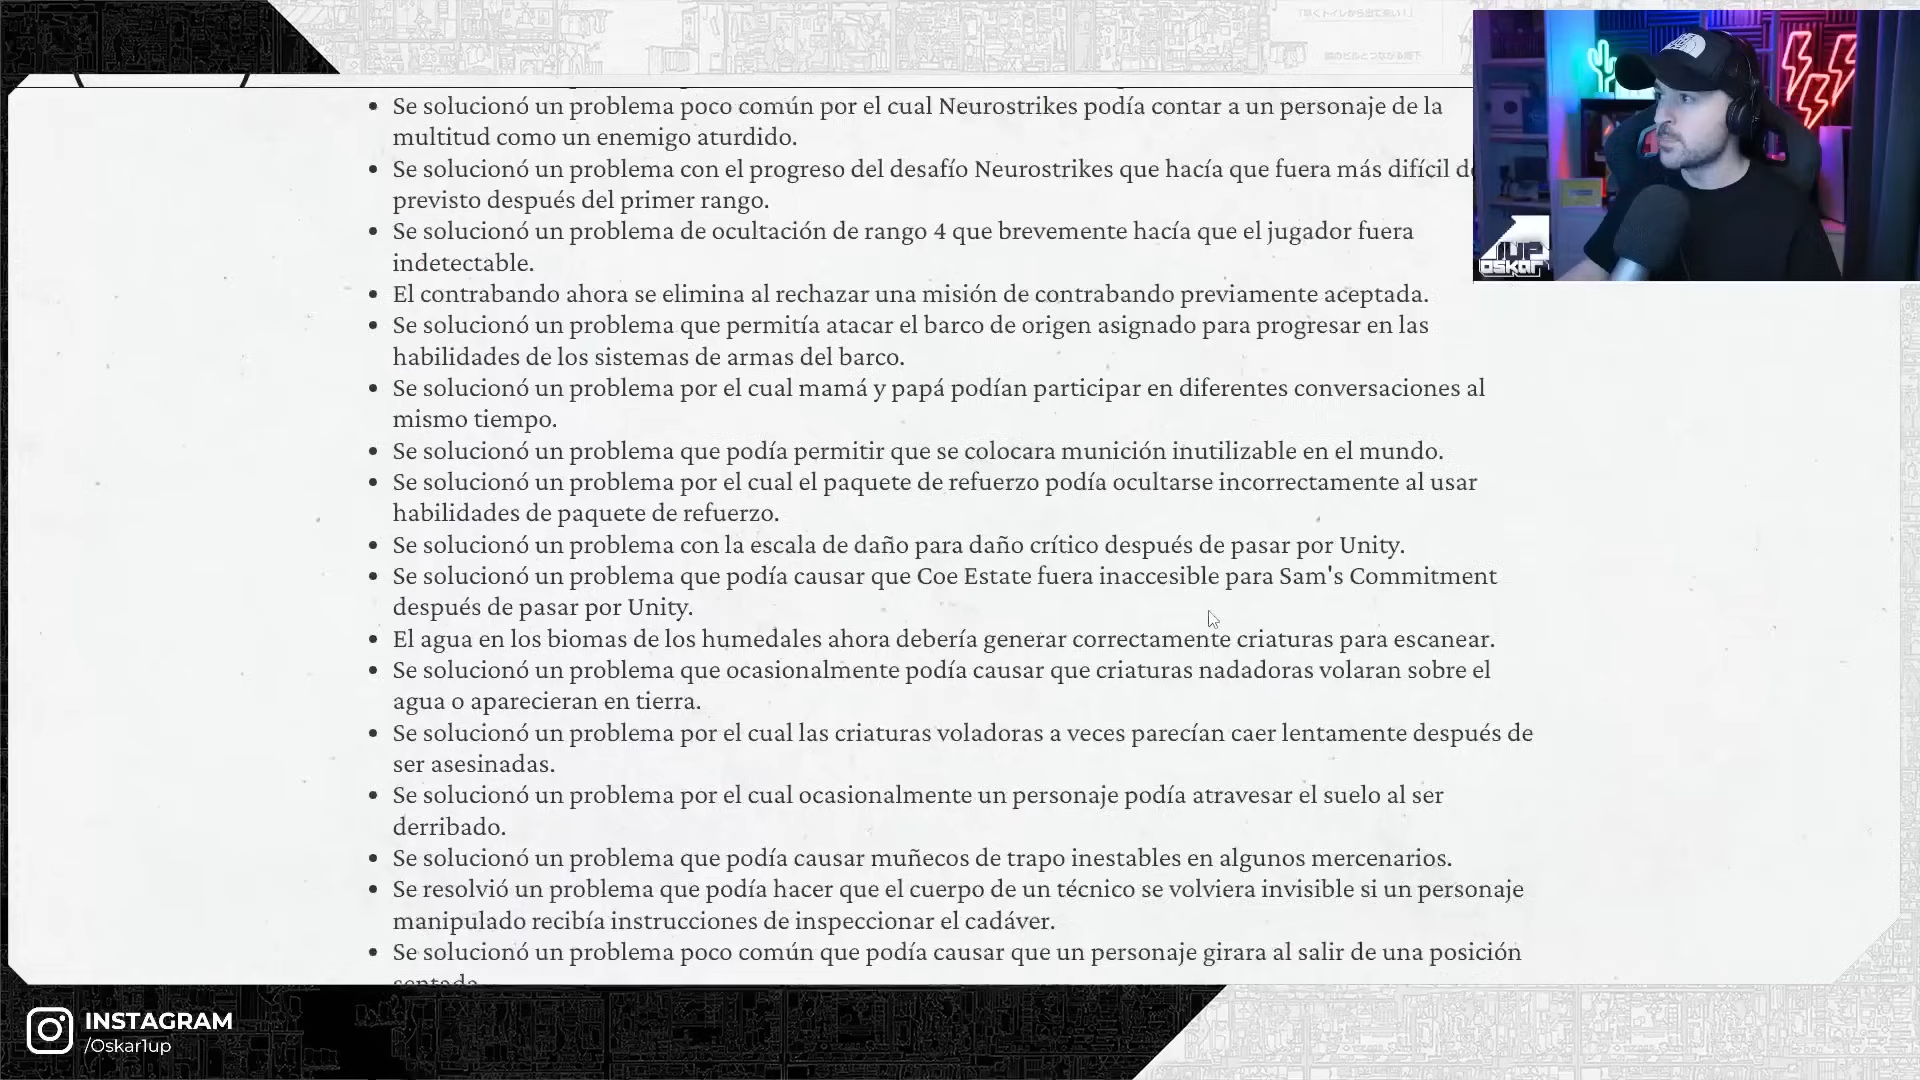 「早くトイレから出て来い!」
Se solucionó un problema poco común por el cual Neurostrikes podía contar a un personaje de la
multitud como un enemigo aturdido.
Se solucionó un problema con el progreso del desafío Neurostrikes que hacía que fuera más difícil de
previsto después del primer rango.
Se solucionó un problema de ocultación de rango 4 que brevemente hacía que el jugador fuera
indetectable.
El contrabando ahora se elimina al rechazar una misión de contrabando previamente aceptada.
Se solucionó un problema que permitía atacar el barco de origen asignado para progresar en las
habilidades de los sistemas de armas del barco.
Se solucionó un problema por el cual mamá y papá podían participar en diferentes conversaciones al
mismo tiempo.
Se solucionó un problema que podía permitir que se colocara munición inutilizable en el mundo.
Se solucionó un problema por el cual el paquete de refuerzo podía ocultarse incorrectamente al usar
habilidades de paquete de refuerzo.
Se solucionó un problema con la escala de daño para daño crítico después de pasar por Unity.
Se solucionó un problema que podía causar que Coe Estate fuera inaccesible para Sam's Commitment
después de pasar por Unity.
El agua en los biomas de los humedales ahora debería generar correctamente criaturas para escanear.
Se solucionó un problema que ocasionalmente podía causar que criaturas nadadoras volaran sobre el
agua o aparecieran en tierra.
Se solucionó un problema por el cual las criaturas voladoras a veces parecían caer lentamente después de
ser asesinadas.
Se solucionó un problema por el cual ocasionalmente un personaje podía atravesar el suelo al ser
derribado.
Se solucionó un problema que podía causar muñecos de trapo inestables en algunos mercenarios.
Se resolvió un problema que podía hacer que el cuerpo de un técnico se volviera invisible si un personaje
manipulado recibía instrucciones de inspeccionar el cadáver.
Se solucionó un problema poco común que podía causar que un personaje girara al salir de una posición
sentada.
1UP
oskar
INSTAGRAM
/Oskar1up